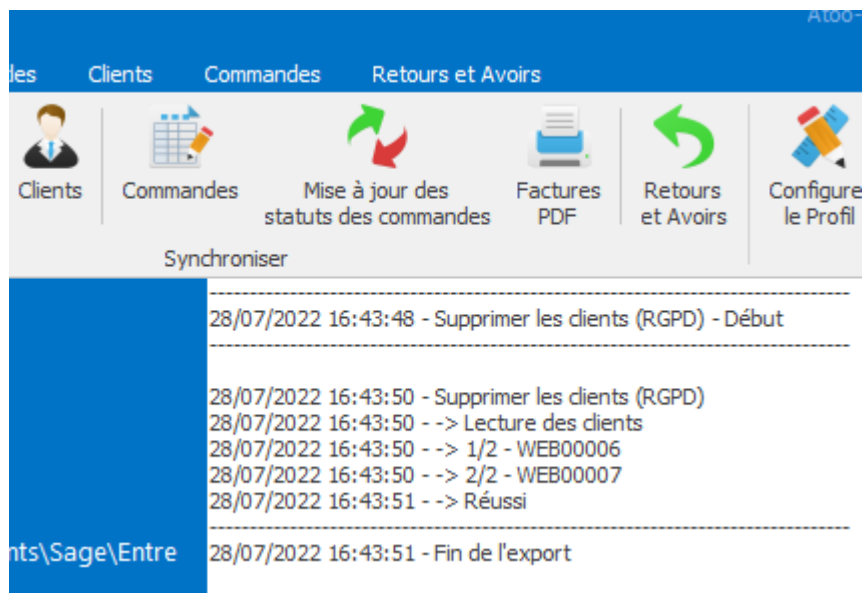 Atoo-
des Clients Commandes Retours et Avoirs
Clients Commandes Mise à jour des Factures Retours Configure
statuts des commandes PDF et Avoirs le Profil
Synchroniser
28/07/2022 16:43:48 - Supprimer les clients (RGPD) - Début
28/07/2022 16:43:50 - Supprimer les clients (RGPD)
28/07/2022 16:43:50 - -> Lecture des clients
28/07/2022 16:43:50 - -> 1/2 - WEB00006
28/07/2022 16:43:50 - -> 2/2 - WEB00007
28/07/2022 16:43:51 - -> Réussi
nts\Sage\Entre
28/07/2022 16:43:51 - Fin de l'export